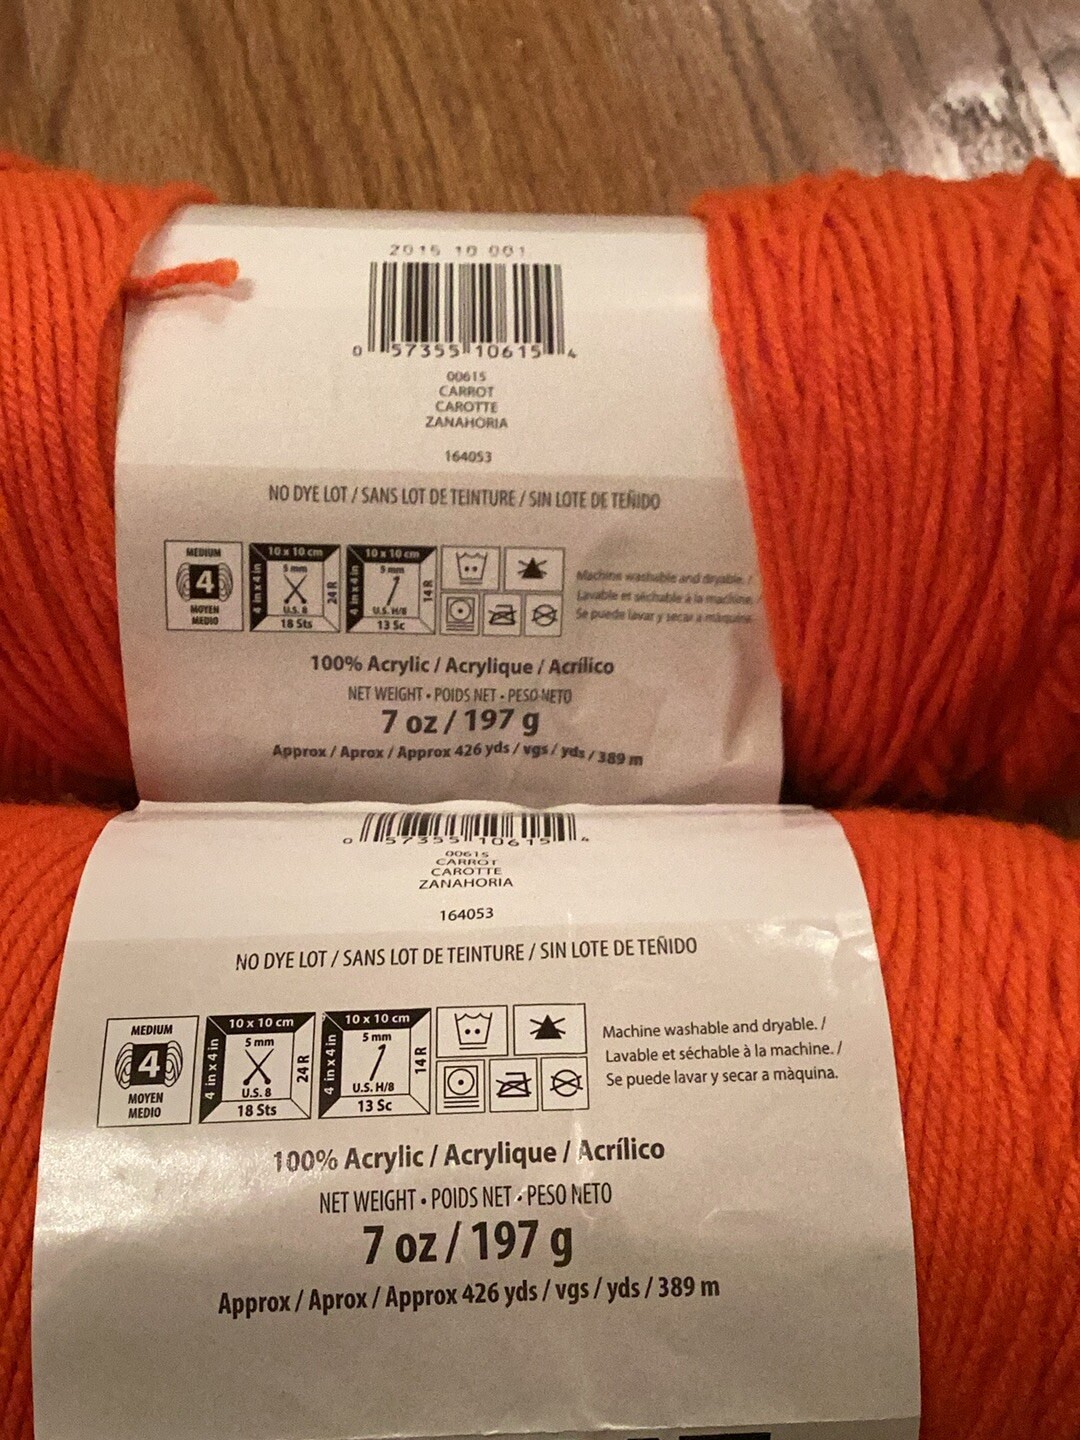 2015 10 001
0 57355 10615 4
00615
CARROT
CAROTTE
ZANAHORIA
164053
NO DYE LOT / SANS LOT DE TEINTURE / SIN LOTE DE TEÑIDO
MEDIUM
4
MOYEN
MEDIO
10 x 10 cm
4 in x 4 in
5 mm
U.S. 8
24 R
18 Sts
10 x 10 cm
4 in x 4 in
5 mm
U.S. H/8
14 R
13 Sc
Machine washable and dryable. /
Lavable et séchable à la machine. /
Se puede lavar y secar a màquina.
100% Acrylic / Acrylique / Acrílico
NET WEIGHT • POIDS NET • PESO NETO
7 oz / 197 g
Approx / Aprox / Approx 426 yds / vgs / yds / 389 m
0 57355 10615 4
00615
CARROT
CAROTTE
ZANAHORIA
164053
NO DYE LOT / SANS LOT DE TEINTURE / SIN LOTE DE TEÑIDO
MEDIUM
4
MOYEN
MEDIO
10 x 10 cm
4 in x 4 in
5 mm
U.S. 8
24 R
18 Sts
10 x 10 cm
4 in x 4 in
5 mm
U.S. H/8
14 R
13 Sc
Machine washable and dryable. /
Lavable et séchable à la machine. /
Se puede lavar y secar a màquina.
100% Acrylic / Acrylique / Acrílico
NET WEIGHT • POIDS NET • PESO NETO
7 oz / 197 g
Approx / Aprox / Approx 426 yds / vgs / yds / 389 m